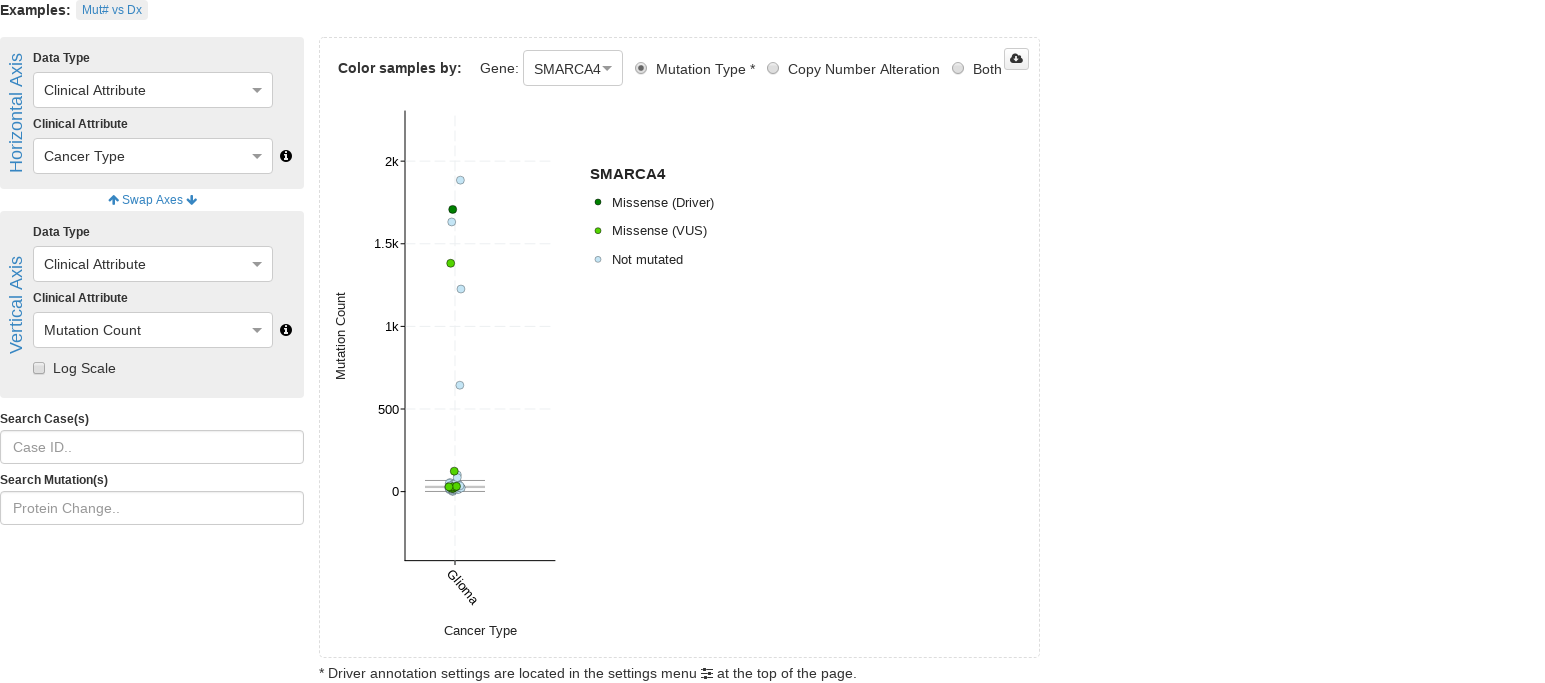 Examples: Mut# vs Dx
Horizontal Axis
Data Type
Clinical Attribute
Clinical Attribute
Cancer Type
Swap Axes
Vertical Axis
Data Type
Clinical Attribute
Clinical Attribute
Mutation Count
Log Scale
Search Case(s)
Case ID..
Search Mutation(s)
Protein Change..
Color samples by: Gene: SMARCA4 Mutation Type * Copy Number Alteration Both
2k
1.5k
1k
500
0
Mutation Count
Glioma
Cancer Type
SMARCA4
Missense (Driver)
Missense (VUS)
Not mutated
* Driver annotation settings are located in the settings menu at the top of the page.